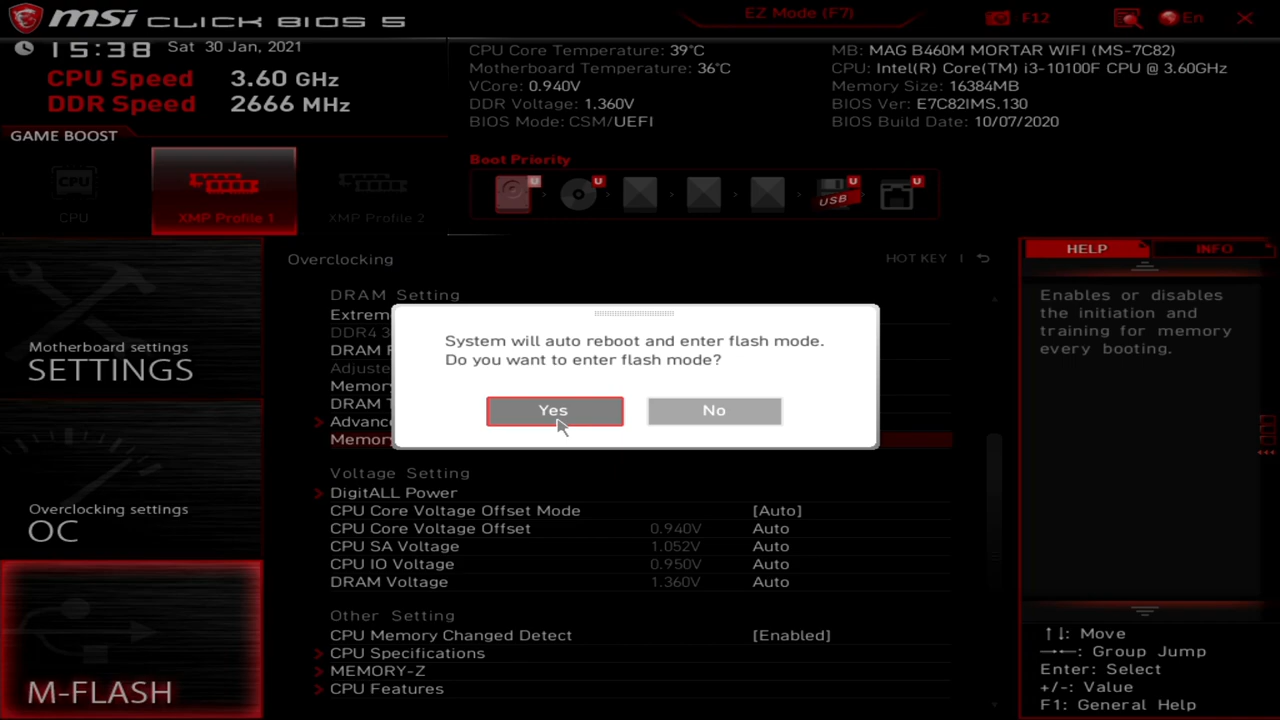 msi CLICK BIOS 5
EZ Mode (F7)
F12
En
15:38 Sat 30 Jan, 2021
CPU Speed 3.60 GHz
DDR Speed 2666 MHz
CPU Core Temperature: 39°C
Motherboard Temperature: 36°C
VCore: 0.940V
DDR Voltage: 1.360V
BIOS Mode: CSM/UEFI
MB: MAG B460M MORTAR WIFI (MS-7C82)
CPU: Intel(R) Core(TM) i3-10100F CPU @ 3.60GHz
Memory Size: 16384MB
BIOS Ver: E7C82IMS.130
BIOS Build Date: 10/07/2020
GAME BOOST
CPU
CPU
XMP Profile 1
XMP Profile 2
Boot Priority
U
U
USB
U
U
Motherboard settings
SETTINGS
Overclocking settings
OC
M-FLASH
Overclocking
HOT KEY |
DRAM Setting
Extrem
DDR4 3
DRAM F
Adjuste
Memory
DRAM T
Advance
Memory
System will auto reboot and enter flash mode.
Do you want to enter flash mode?
Yes No
Voltage Setting
DigitALL Power
CPU Core Voltage Offset Mode [Auto]
CPU Core Voltage Offset 0.940V Auto
CPU SA Voltage 1.052V Auto
CPU IO Voltage 0.950V Auto
DRAM Voltage 1.360V Auto
Other Setting
CPU Memory Changed Detect [Enabled]
CPU Specifications
MEMORY-Z
CPU Features
HELP INFO
Enables or disables
the initiation and
training for memory
every booting.
↑↓: Move
→←: Group Jump
Enter: Select
+/-: Value
F1: General Help